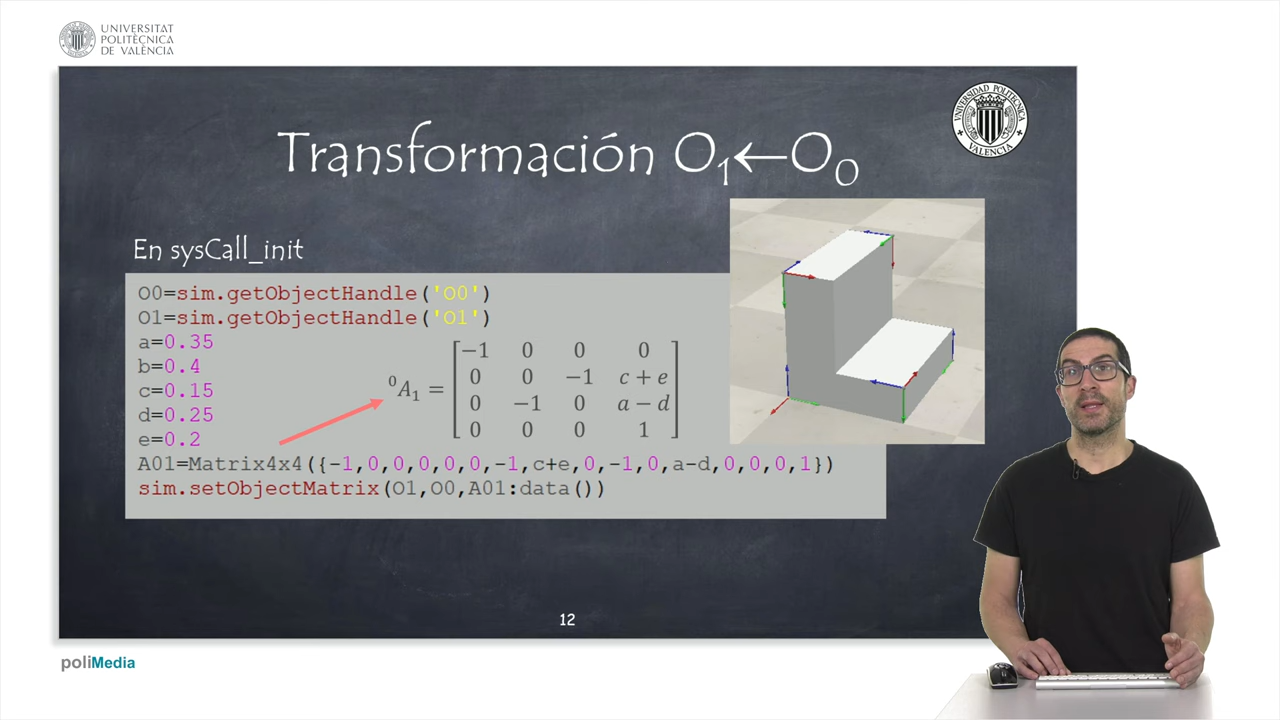 UNIVERSITAT
POLITÈCNICA
DE VALÈNCIA
UNIVERSIDAD POLITECNICA
VALENCIA
Transformación O₁←O₀
En sysCall_init
O0=sim.getObjectHandle('O0')
O1=sim.getObjectHandle('O1')
a=0.35
b=0.4
c=0.15
d=0.25
e=0.2
⁰A₁ =
−1 0 0 0
0 0 −1 c + e
0 −1 0 a − d
0 0 0 1
A01=Matrix4x4({-1,0,0,0,0,0,-1,c+e,0,-1,0,a-d,0,0,0,1})
sim.setObjectMatrix(O1,O0,A01:data())
12
poliMedia